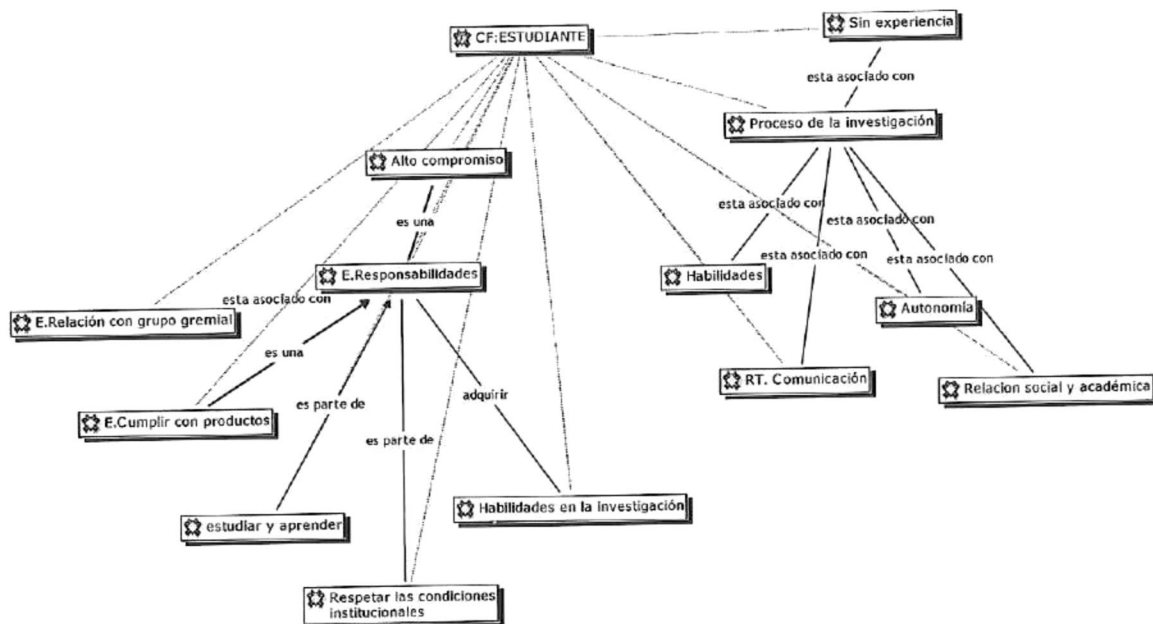 Sin experiencia
CF:ESTUDIANTE
esta asociado con
Proceso de la investigación
Alto compromiso
esta asociado con
es una
esta asociado con
esta asociado con
esta asociado con
E.Responsabilidades
Habilidades
esta asociado con
E.Relación con grupo gremial
Autonomía
es una
RT. Comunicación
Relacion social y académica
adquirir
es parte de
E.Cumplir con productos
es parte de
Habilidades en la investigación
estudiar y aprender
Respetar las condiciones
institucionales